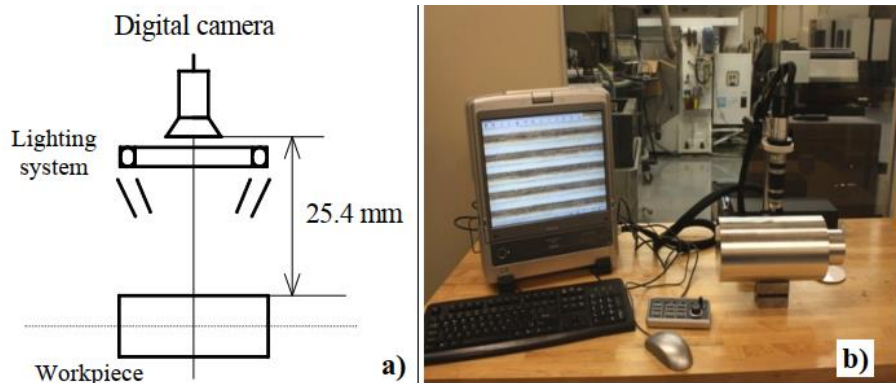 Digital camera
Lighting
system
25.4 mm
Workpiece
a)
b)